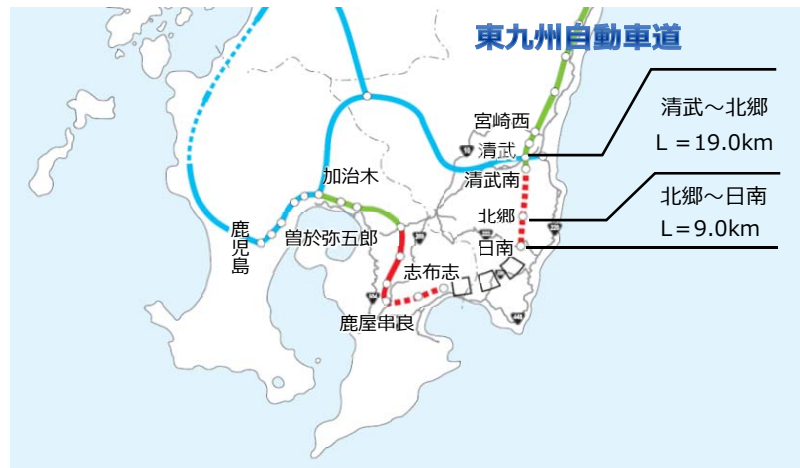 東九州自動車道
宮崎西
清武～北郷
L＝19.0km
清武
清武南
加治木
北郷～日南
L＝9.0km
北郷
鹿児島
曽於弥五郎
日南
志布志
鹿屋串良